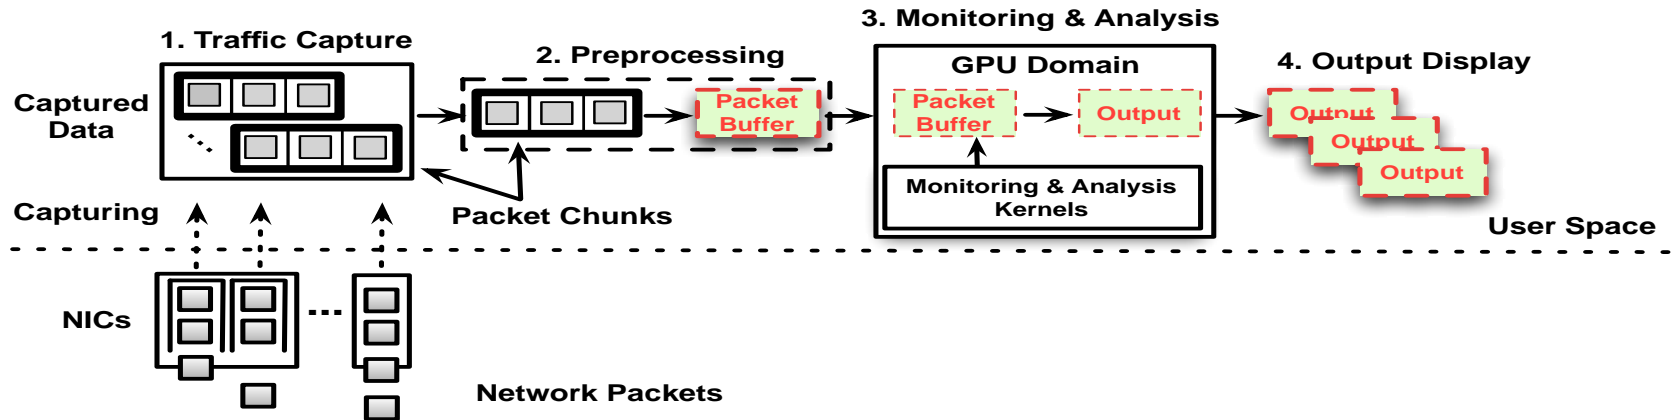 1. Traffic Capture
2. Preprocessing
3. Monitoring & Analysis
4. Output Display
Captured
Data
Packet
Buffer
GPU Domain
Packet
Buffer
Output
Monitoring & Analysis
Kernels
Output
Output
Output
Capturing
Packet Chunks
User Space
NICs
Network Packets